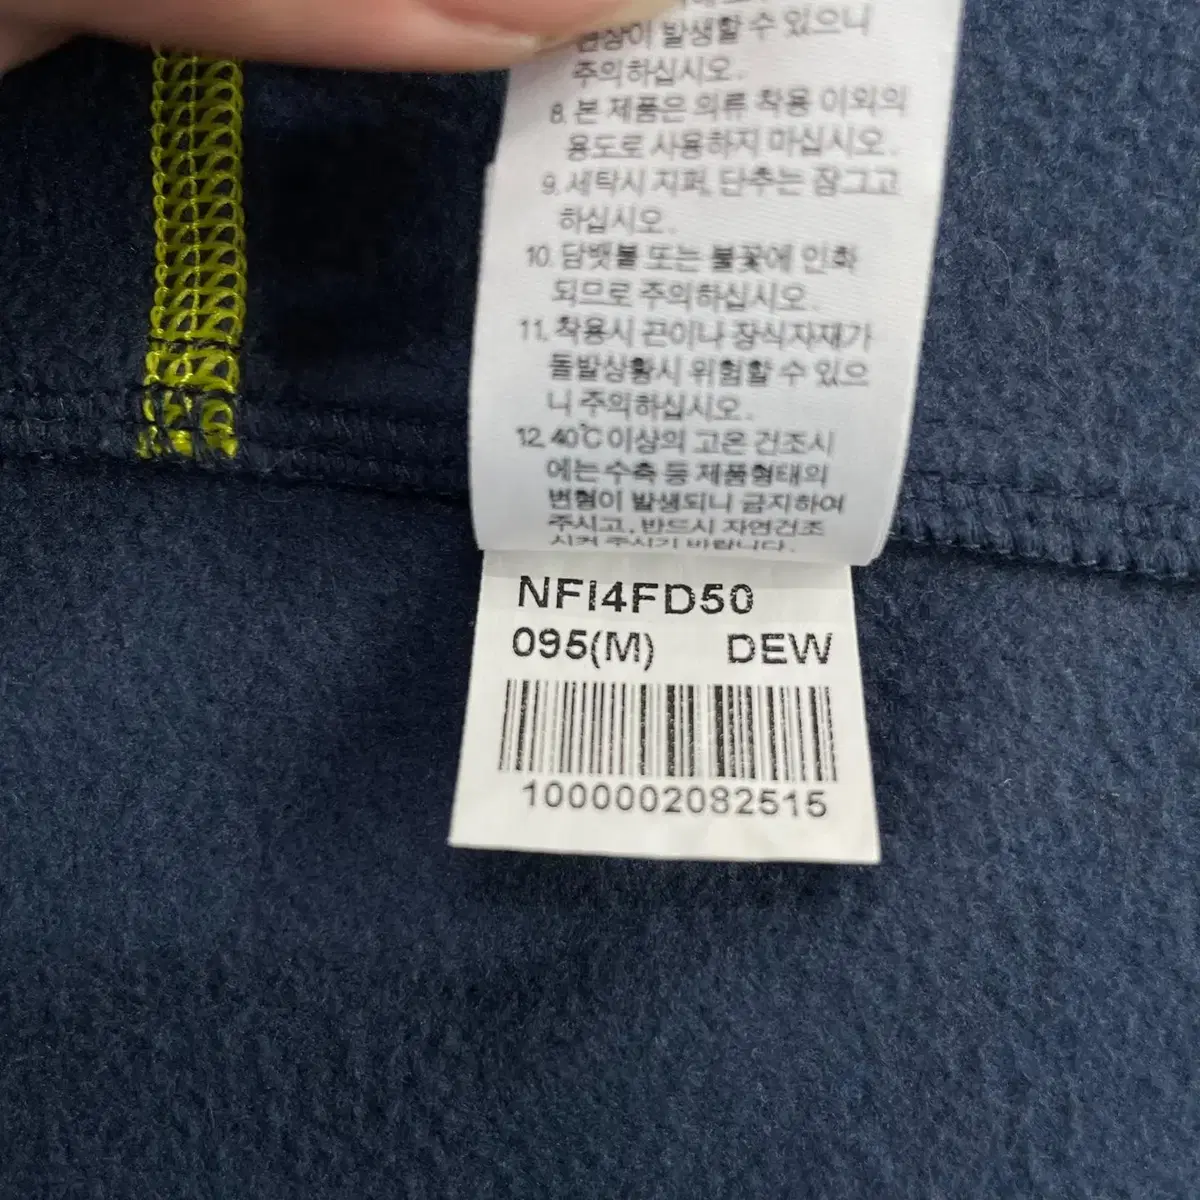 현상이 발생할 수 있으니
주의하십시오.
8. 본 제품은 의류 착용 이외의
용도로 사용하지 마십시오.
9. 세탁시 지퍼, 단추는 잠그고
하십시오.
10. 담뱃불 또는 불꽃에 인화
되므로 주의하십시오.
11. 착용시 끈이나 장식자재가
돌발상황시 위험할 수 있으
니 주의하십시오.
12. 40℃이상의 고온 건조시
에는 수축 등 제품형태의
변형이 발생되니 금지하여
주시고, 반드시 자연건조
시켜 주시기 바랍니다.
NFI4FD50
095(M) DEW
1000002082515